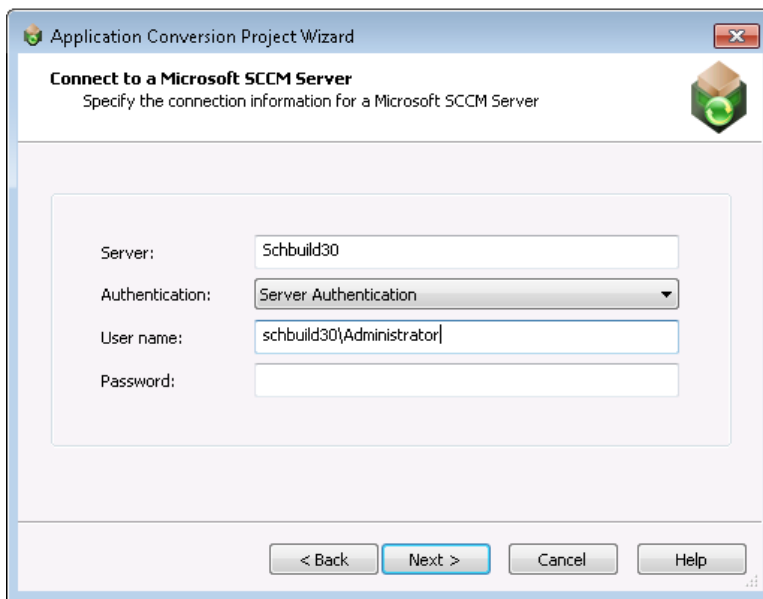 Application Conversion Project Wizard
Connect to a Microsoft SCCM Server
Specify the connection information for a Microsoft SCCM Server
Server: Schbuild30
Authentication: Server Authentication
User name: schbuild30\Administrator
Password:
< Back Next > Cancel Help